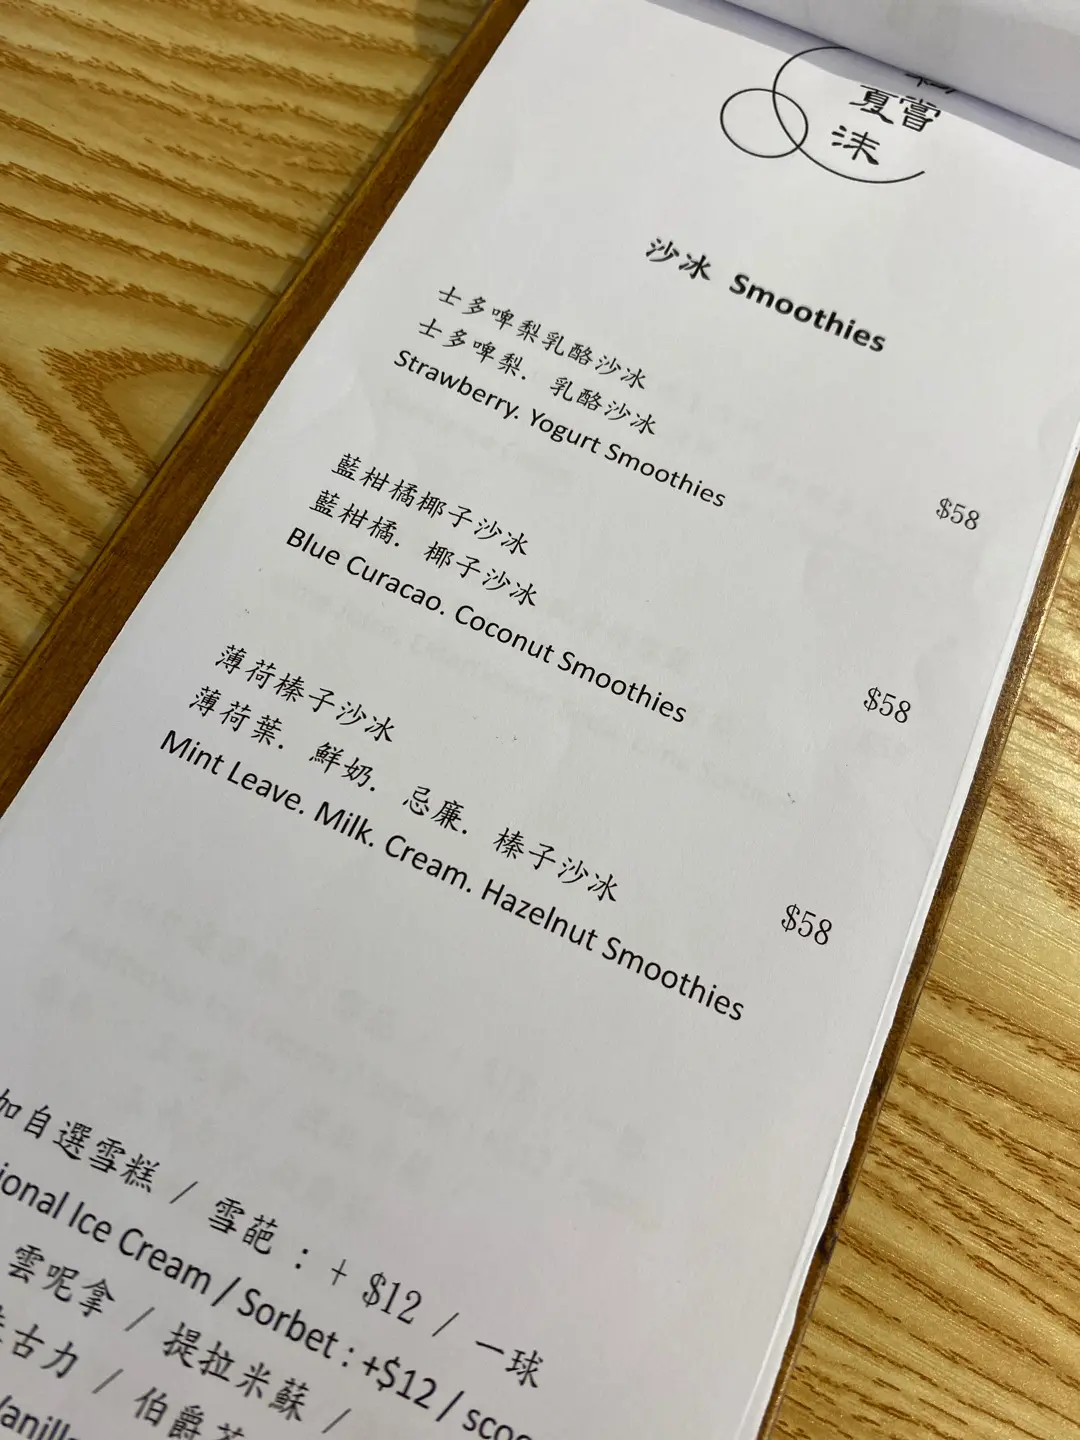 夏嘗
沫
沙冰 Smoothies
士多啤梨乳酪沙冰
士多啤梨. 乳酪沙冰
Strawberry. Yogurt Smoothies
$58
藍柑橘椰子沙冰
藍柑橘. 椰子沙冰
Blue Curacao. Coconut Smoothies
$58
薄荷榛子沙冰
薄荷葉. 鮮奶. 忌廉. 榛子沙冰
Mint Leave. Milk. Cream. Hazelnut Smoothies
$58
加自選雪糕 / 雪葩 : + $12 / 一球
Ice Cream / Sorbet : +$12 /
雲呢拿 / 提拉米蘇 /
古力 / 伯爵